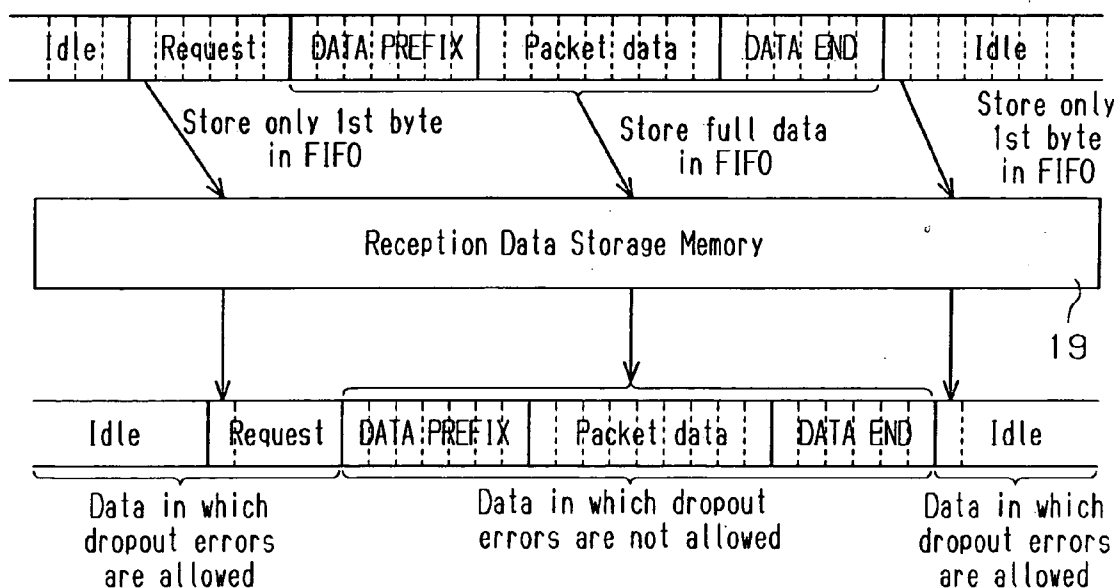 Idle Request DATA PREFIX Packet data DATA END Idle
Store only 1st byte
in FIFO
Store full data
in FIFO
Store only
1st byte
in FIFO
Reception Data Storage Memory
19
Idle Request DATA PREFIX Packet data DATA END Idle
Data in which
dropout errors
are allowed
Data in which dropout
errors are not allowed
Data in which
dropout errors
are allowed